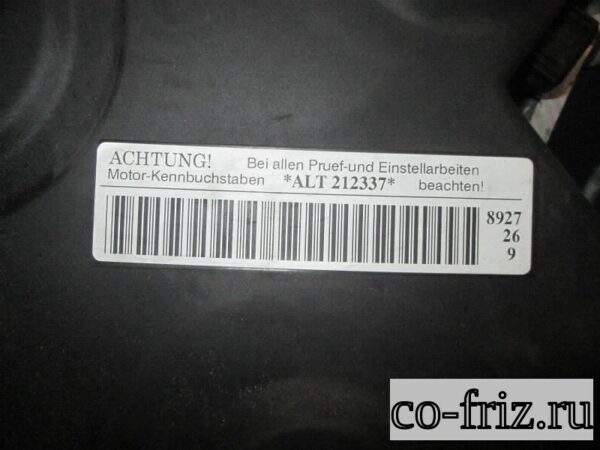 ACHTUNG! Bei allen Pruef-und Einstellarbeiten
Motor-Kennbuchstaben *ALT 212337* beachten!
8927
26
9
co-friz.ru